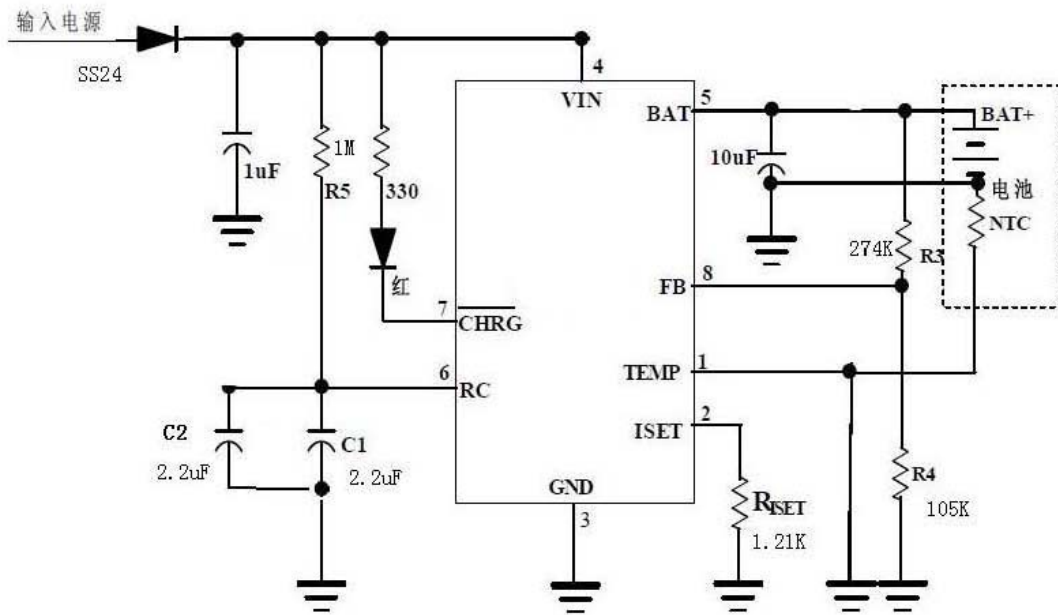 输入电源
SS24
4
VIN
5
BAT
BAT+
1uF
1M
R5
330
10uF
电池
NTC
274K
R3
红
8
FB
7
CHRG
6
RC
1
TEMP
2
ISET
C2
2.2uF
C1
2.2uF
GND
3
RISET
1.21K
R4
105K